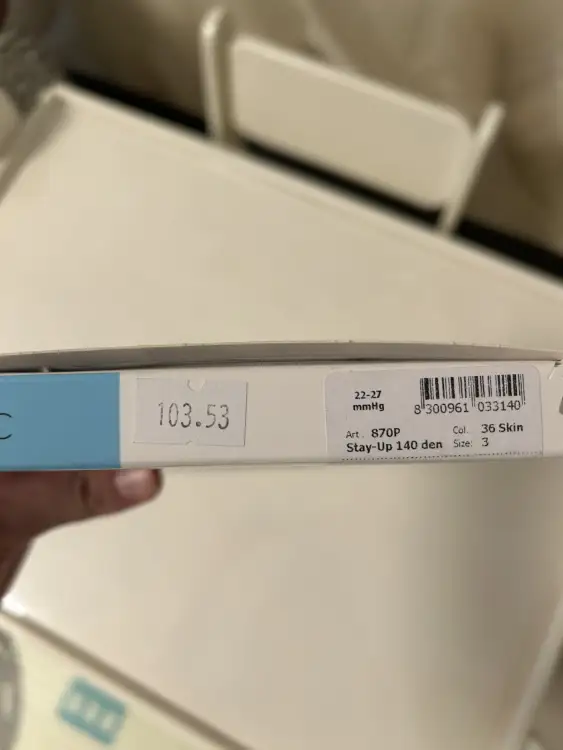 C
103.53
22-27
mmHg
8 300961 033140
Art. 870P
Col. 36 Skin
Stay-Up 140 den
Size: 3